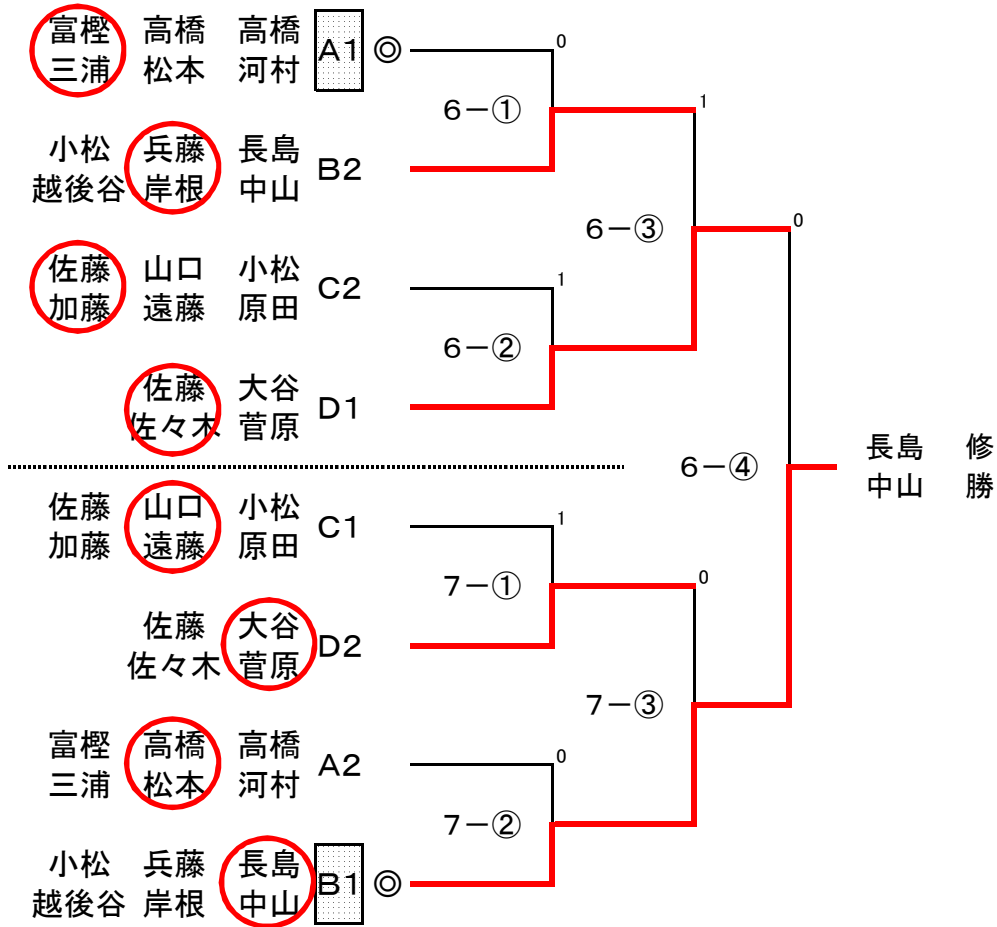 富樫 高橋 高橋 A1 ◎
三浦 松本 河村
0
6－①
1
小松 兵藤 長島 B2
越後谷 岸根 中山
6－③
0
佐藤 山口 小松 C2
加藤 遠藤 原田
1
6－②
佐藤 大谷 D1
佐々木 菅原
6－④
長島 修
中山 勝
佐藤 山口 小松 C1
加藤 遠藤 原田
1
7－①
0
佐藤 大谷 D2
佐々木 菅原
7－③
富樫 高橋 高橋 A2
三浦 松本 河村
0
7－②
小松 兵藤 長島 B1 ◎
越後谷 岸根 中山